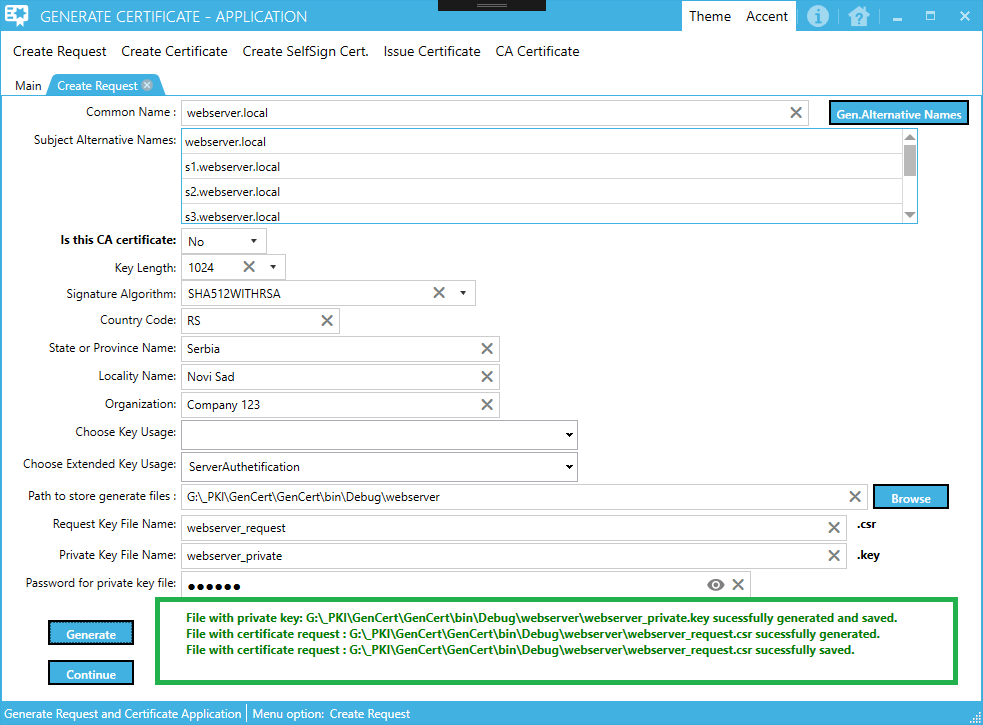 GENERATE CERTIFICATE - APPLICATION
Theme Accent
Create Request Create Certificate Create SelfSign Cert. Issue Certificate CA Certificate
Main Create Request
Common Name : webserver.local Gen.Alternative Names
Subject Alternative Names: webserver.local
s1.webserver.local
s2.webserver.local
s3.webserver.local
Is this CA certificate: No
Key Length: 1024
Signature Algorithm: SHA512WITHRSA
Country Code: RS
State or Province Name: Serbia
Locality Name: Novi Sad
Organization: Company 123
Choose Key Usage:
Choose Extended Key Usage: ServerAuthetification
Path to store generate files : G:\_PKI\GenCert\GenCert\bin\Debug\webserver Browse
Request Key File Name: webserver_request .csr
Private Key File Name: webserver_private .key
Password for private key file: ●●●●●●
Generate
File with private key: G:\_PKI\GenCert\GenCert\bin\Debug\webserver\webserver_private.key sucessfully generated and saved.
File with certificate request : G:\_PKI\GenCert\GenCert\bin\Debug\webserver\webserver_request.csr sucessfully generated.
File with certificate request : G:\_PKI\GenCert\GenCert\bin\Debug\webserver\webserver_request.csr sucessfully saved.
Continue
Generate Request and Certificate Application Menu option: Create Request